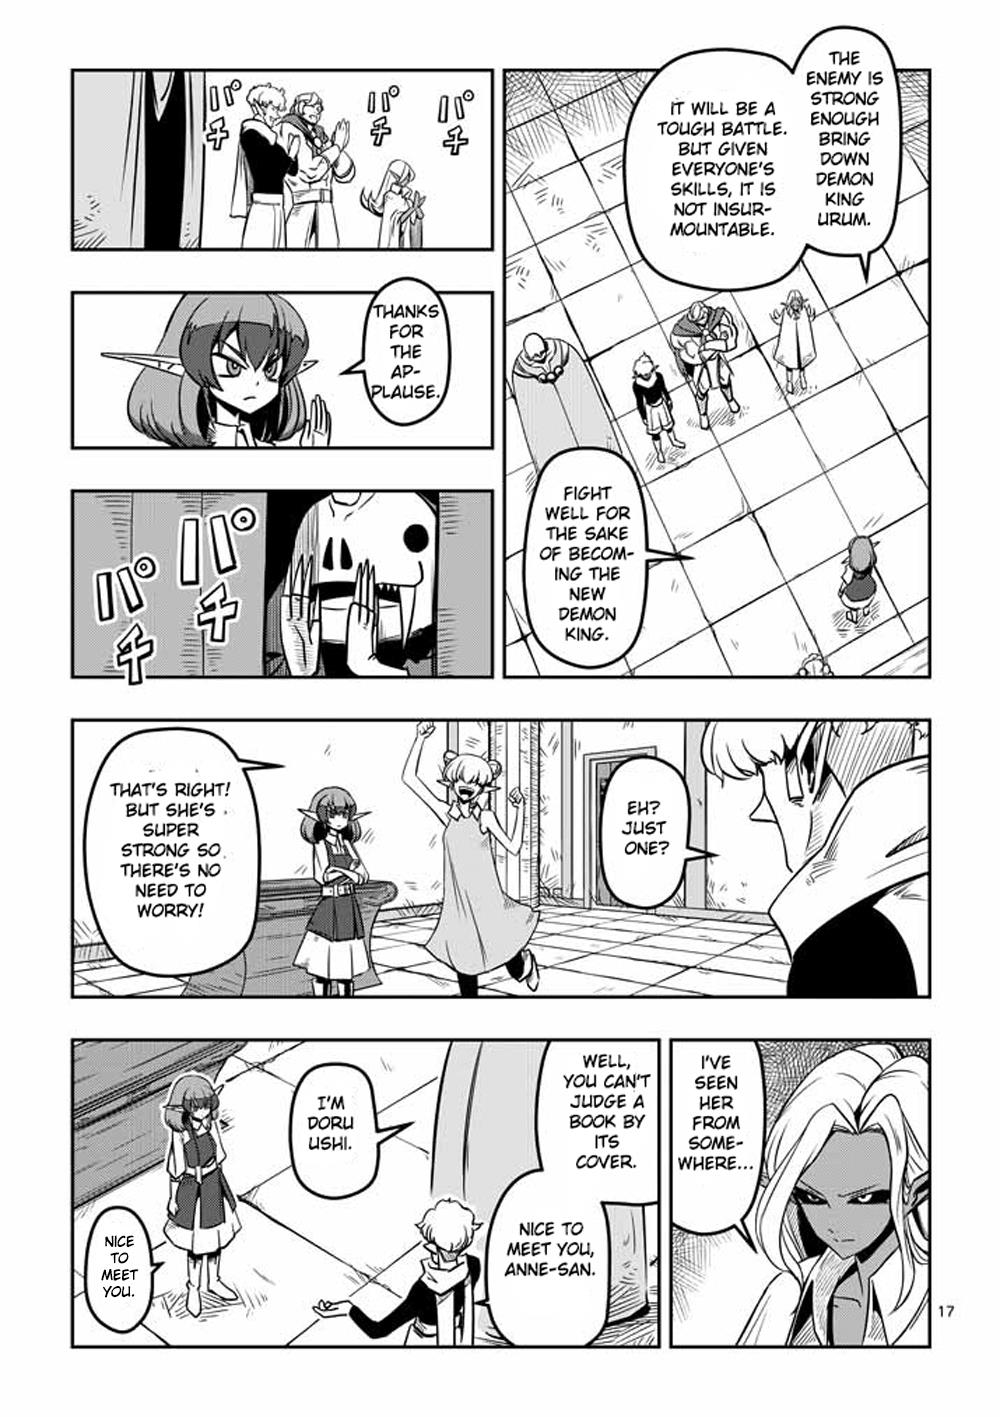 THE
ENEMY IS
STRONG
ENOUGH
BRING
DOWN
DEMON
KING
URUM.
IT WILL BE A
TOUGH BATTLE.
BUT GIVEN
EVERYONE'S
SKILLS, IT IS
NOT INSUR-
MOUNTABLE.
FIGHT
WELL FOR
THE SAKE
OF BECOM-
ING THE
NEW
DEMON
KING.
パチ
パチ
パチ
THANKS
FOR
THE
AP-
PLAUSE.
パチ
パチ
EH?
JUST
ONE?
THAT'S RIGHT!
BUT SHE'S
SUPER
STRONG SO
THERE'S NO
NEED TO
WORRY!
I'VE
SEEN
HER
FROM
SOME-
WHERE...
WELL,
YOU CAN'T
JUDGE A
BOOK BY
ITS
COVER.
NICE TO
MEET YOU,
ANNE-SAN.
I'M
DORU
USHI.
NICE
TO
MEET
YOU.
17